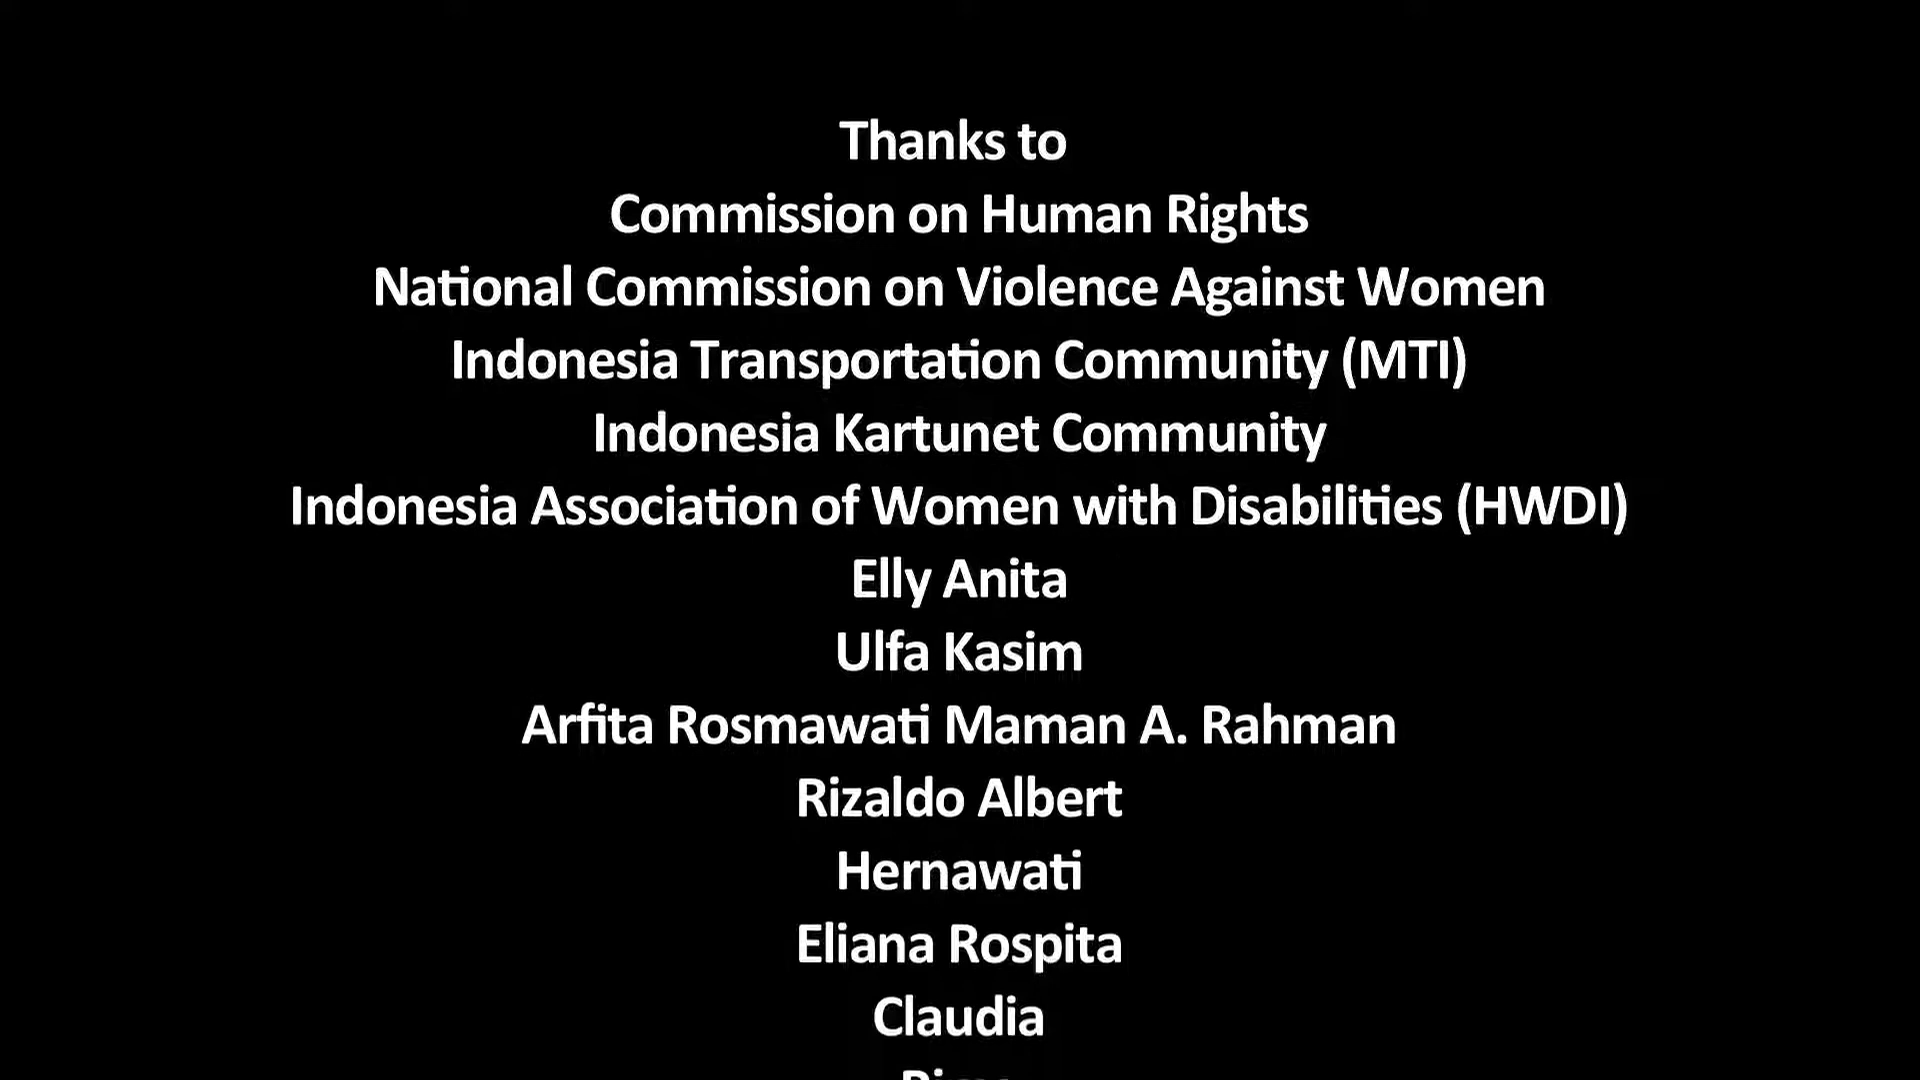 Thanks to
Commission on Human Rights
National Commission on Violence Against Women
Indonesia Transportation Community (MTI)
Indonesia Kartunet Community
Indonesia Association of Women with Disabilities (HWDI)
Elly Anita
Ulfa Kasim
Arfita Rosmawati Maman A. Rahman
Rizaldo Albert
Hernawati
Eliana Rospita
Claudia